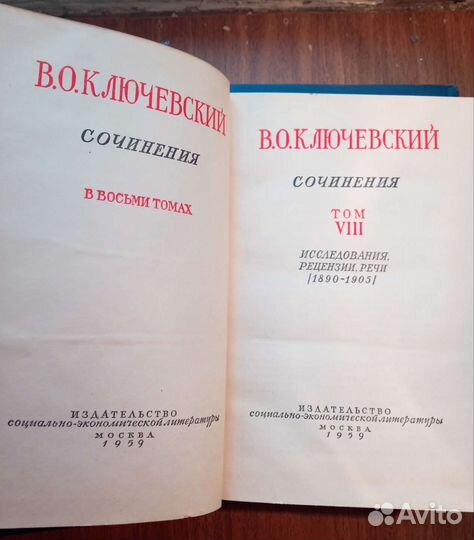 В.О.КЛЮЧЕВСКИЙ
СОЧИНЕНИЯ
В ВОСЬМИ ТОМАХ
ИЗДАТЕЛЬСТВО
социально-экономической литературы
МОСКВА
1959
В.О.КЛЮЧЕВСКИЙ
СОЧИНЕНИЯ
ТОМ
VIII
ИССЛЕДОВАНИЯ,
РЕЦЕНЗИИ, РЕЧИ
[1890-1905]
ИЗДАТЕЛЬСТВО
социально-экономической литературы
МОСКВА
1959
Avito